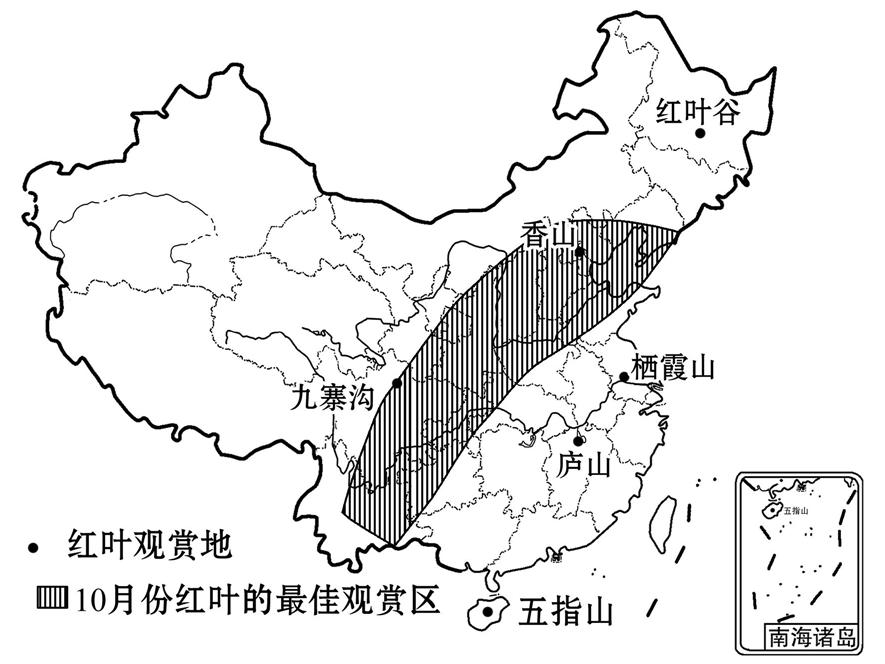 红叶谷
香山
九寨沟
栖霞山
庐山
红叶观赏地
10月份红叶的最佳观赏区
五指山
五指山
南海诸岛